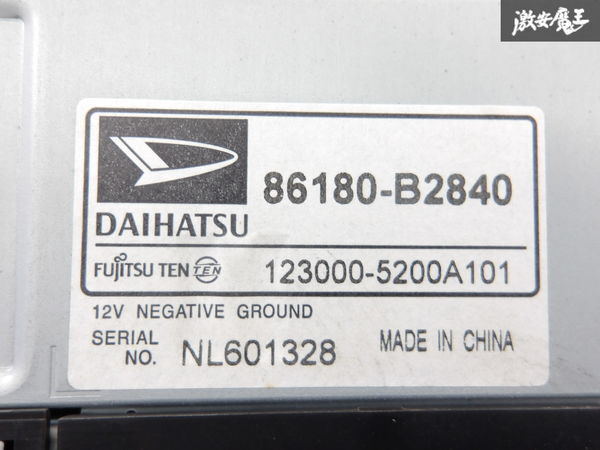 激安魔王
86180-B2840
DAIHATSU
FUJITSU TEN TEN 123000-5200A101
12V NEGATIVE GROUND
SERIAL NO. NL601328 MADE IN CHINA